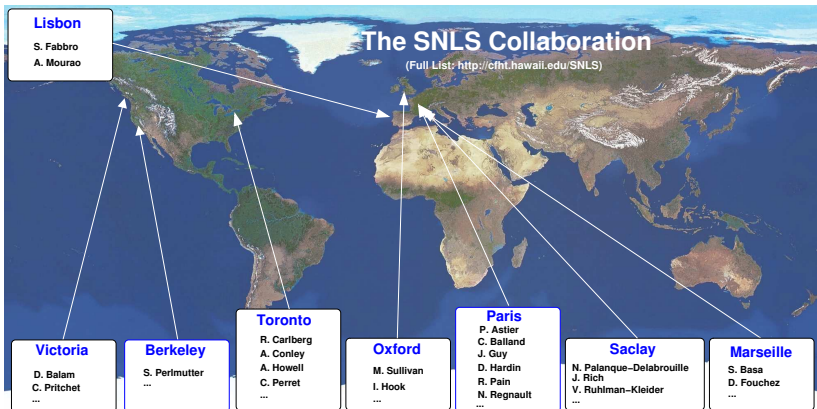 The SNLS Collaboration
(Full List: http://cfht.hawaii.edu/SNLS)
Lisbon
S. Fabbro
A. Mourao
Victoria
D. Balam
C. Pritchet
...
Berkeley
S. Perlmutter
...
Toronto
R. Carlberg
A. Conley
A. Howell
C. Perret
...
Oxford
M. Sullivan
I. Hook
...
Paris
P. Astier
C. Balland
J. Guy
D. Hardin
R. Pain
N. Regnault
...
Saclay
N. Palanque−Delabrouille
J. Rich
V. Ruhlman−Kleider
...
Marseille
S. Basa
D. Fouchez
...